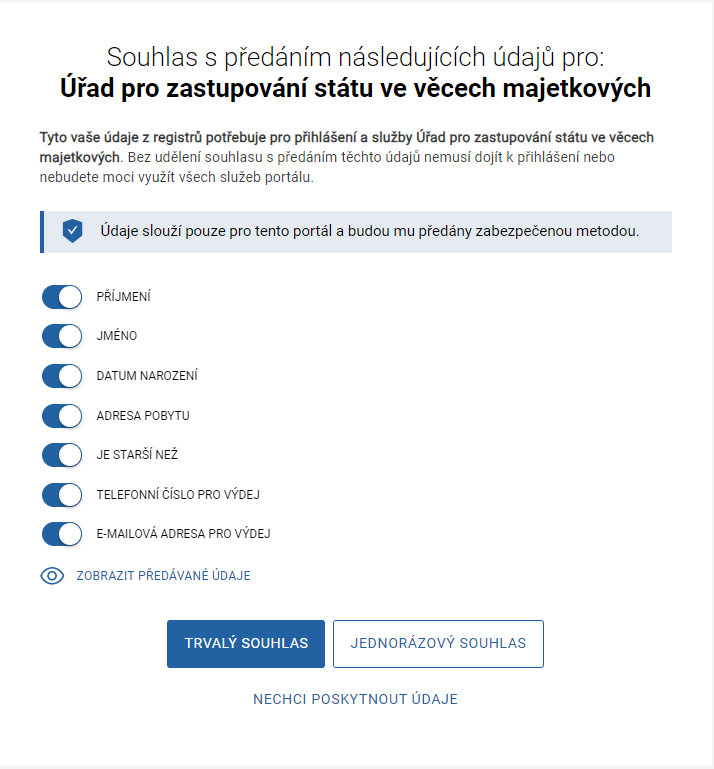 Souhlas s předáním následujících údajů pro:
Úřad pro zastupování státu ve věcech majetkových
Tyto vaše údaje z registrů potřebuje pro přihlášení a služby Úřad pro zastupování státu ve věcech
majetkových. Bez udělení souhlasu s předáním těchto údajů nemusí dojít k přihlášení nebo
nebudete moci využít všech služeb portálu.
Údaje slouží pouze pro tento portál a budou mu předány zabezpečenou metodou.
PŘÍJMENÍ
JMÉNO
DATUM NAROZENÍ
ADRESA POBYTU
JE STARŠÍ NEŽ
TELEFONNÍ ČÍSLO PRO VÝDEJ
E-MAILOVÁ ADRESA PRO VÝDEJ
ZOBRAZIT PŘEDÁVANÉ ÚDAJE
TRVALÝ SOUHLAS JEDNORÁZOVÝ SOUHLAS
NECHCI POSKYTNOUT ÚDAJE